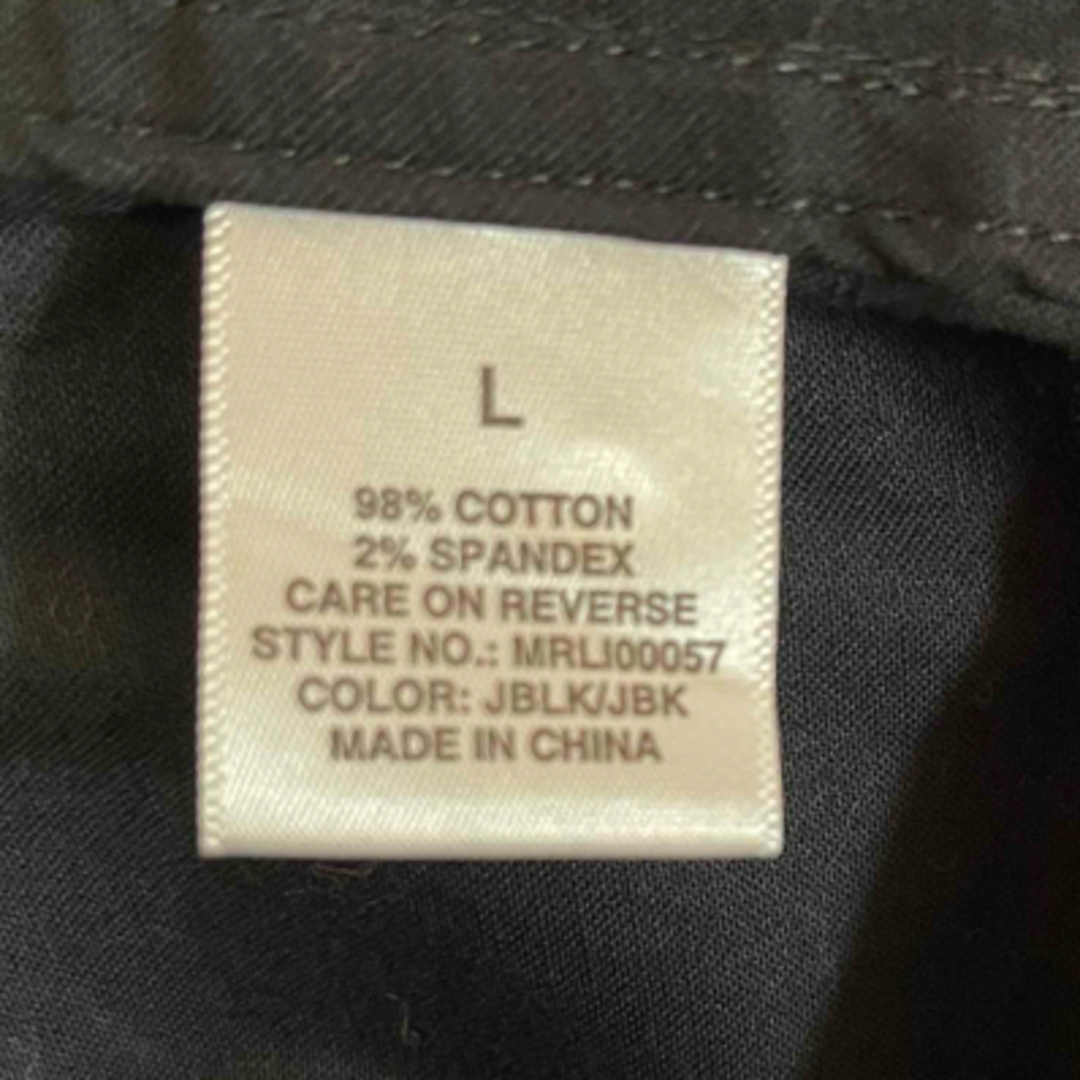 L
98% COTTON
2% SPANDEX
CARE ON REVERSE
STYLE NO.: MRLI00057
COLOR: JBLK/JBK
MADE IN CHINA